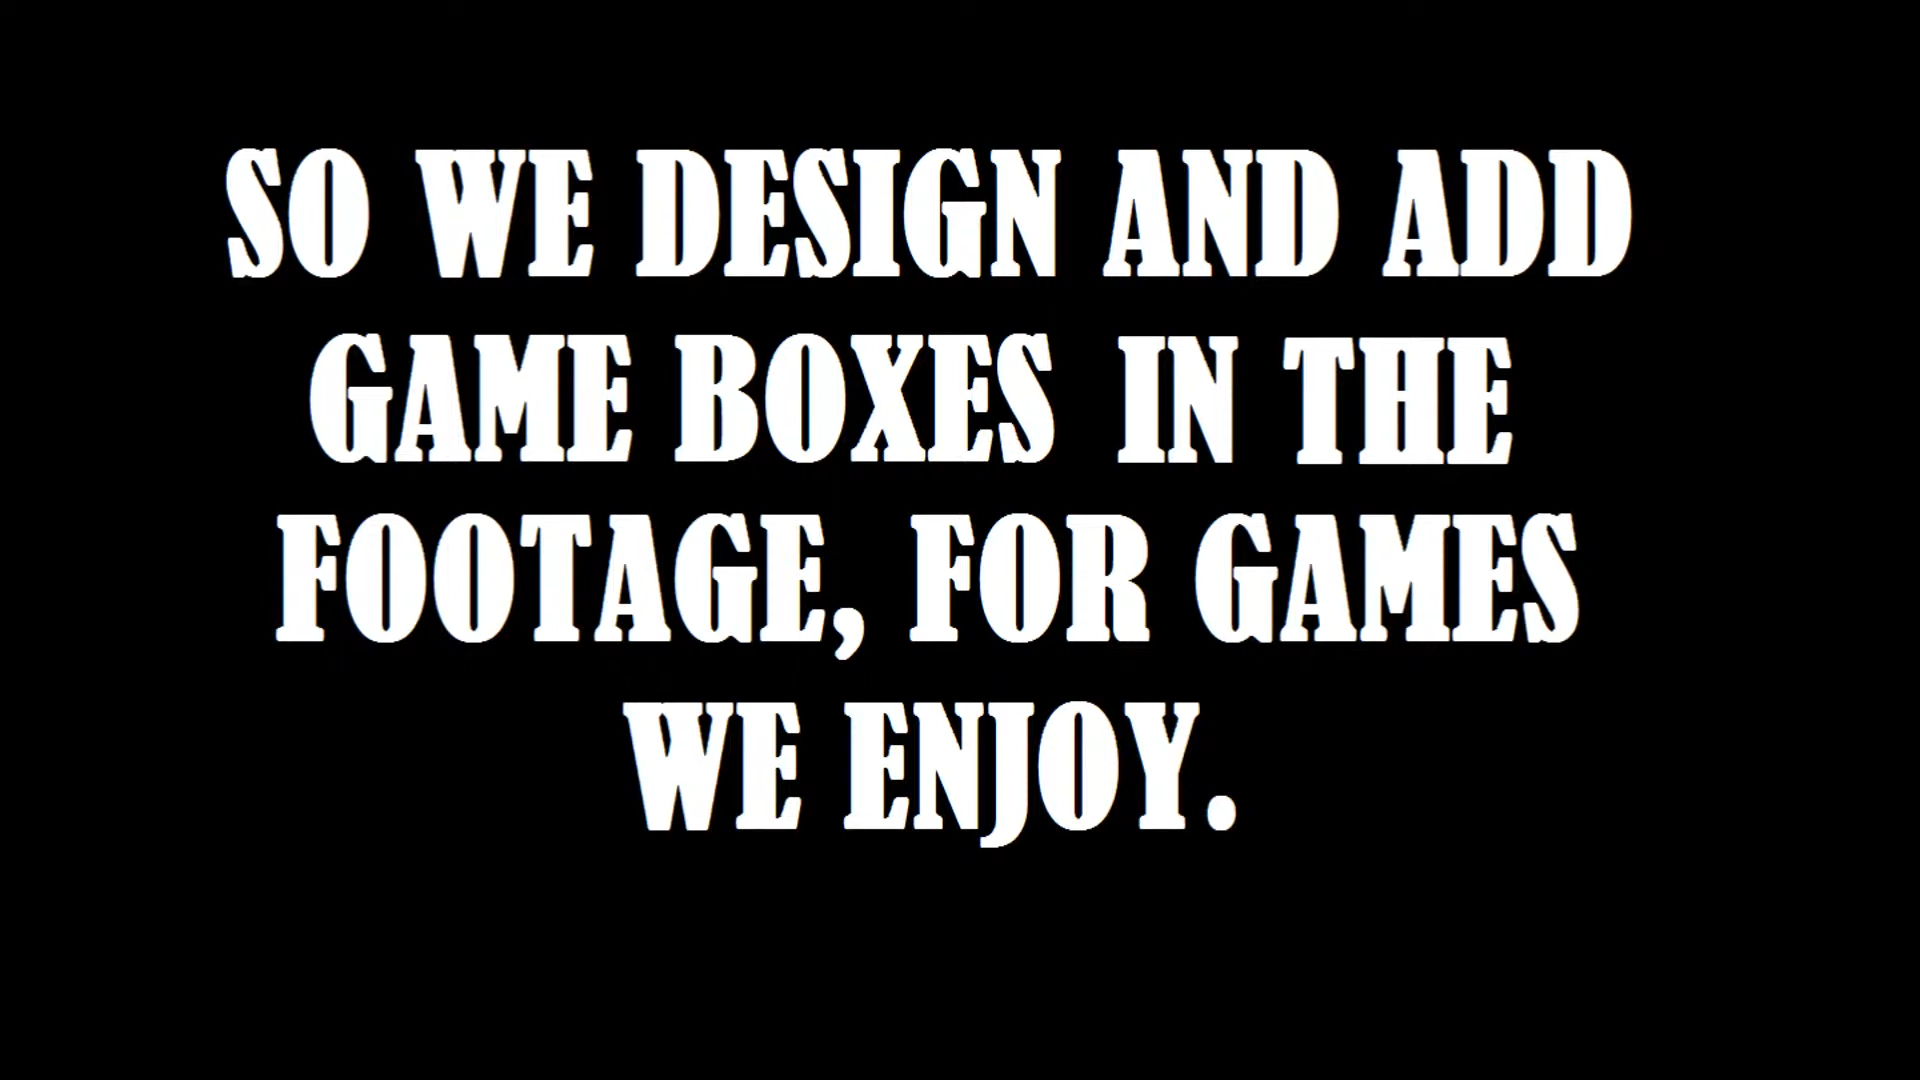 SO WE DESIGN AND ADD
GAME BOXES IN THE
FOOTAGE, FOR GAMES
WE ENJOY.